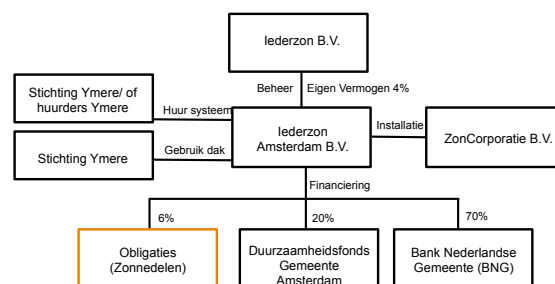 Iederzon B.V.
Beheer
Eigen Vermogen 4%
Stichting Ymere/ of
huurders Ymere
Huur systeem
Iederzon
Amsterdam B.V.
Installatie
ZonCorporatie B.V.
Stichting Ymere
Gebruik dak
Financiering
6%
20%
70%
Obligaties
(Zonnedelen)
Duurzaamheidsfonds
Gemeente
Amsterdam
Bank Nederlandse
Gemeente (BNG)